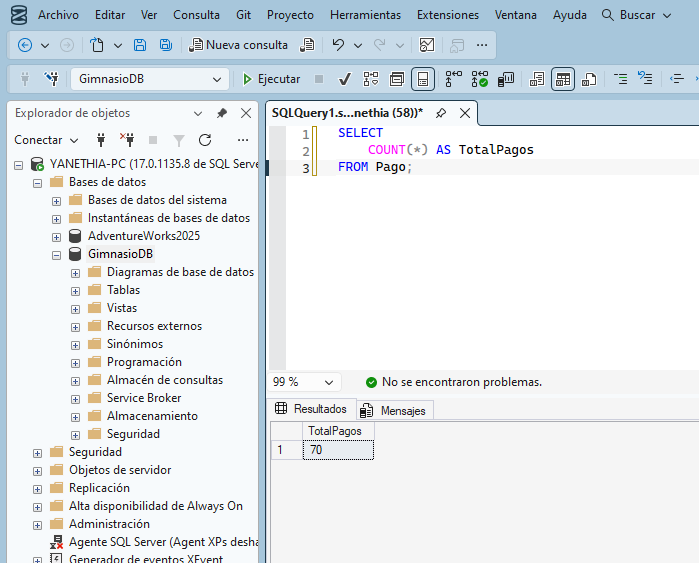 Archivo Editar Ver Consulta Git Proyecto Herramientas Extensiones Ventana Ayuda Buscar
Nueva consulta
GimnasioDB Ejecutar
Explorador de objetos
Conectar
YANETHIA-PC (17.0.1135.8 de SQL Serve
Bases de datos
Bases de datos del sistema
Instantáneas de bases de datos
AdventureWorks2025
GimnasioDB
Diagramas de base de datos
Tablas
Vistas
Recursos externos
Sinónimos
Programación
Almacén de consultas
Service Broker
Almacenamiento
Seguridad
Seguridad
Objetos de servidor
Replicación
Alta disponibilidad de Always On
Administración
Agente SQL Server (Agent XPs desha
Generador de eventos XEvent
SQLQuery1.s...nethia (58))*
1 SELECT
2 COUNT(*) AS TotalPagos
3 FROM Pago;
99 % No se encontraron problemas.
Resultados Mensajes
TotalPagos
1 70